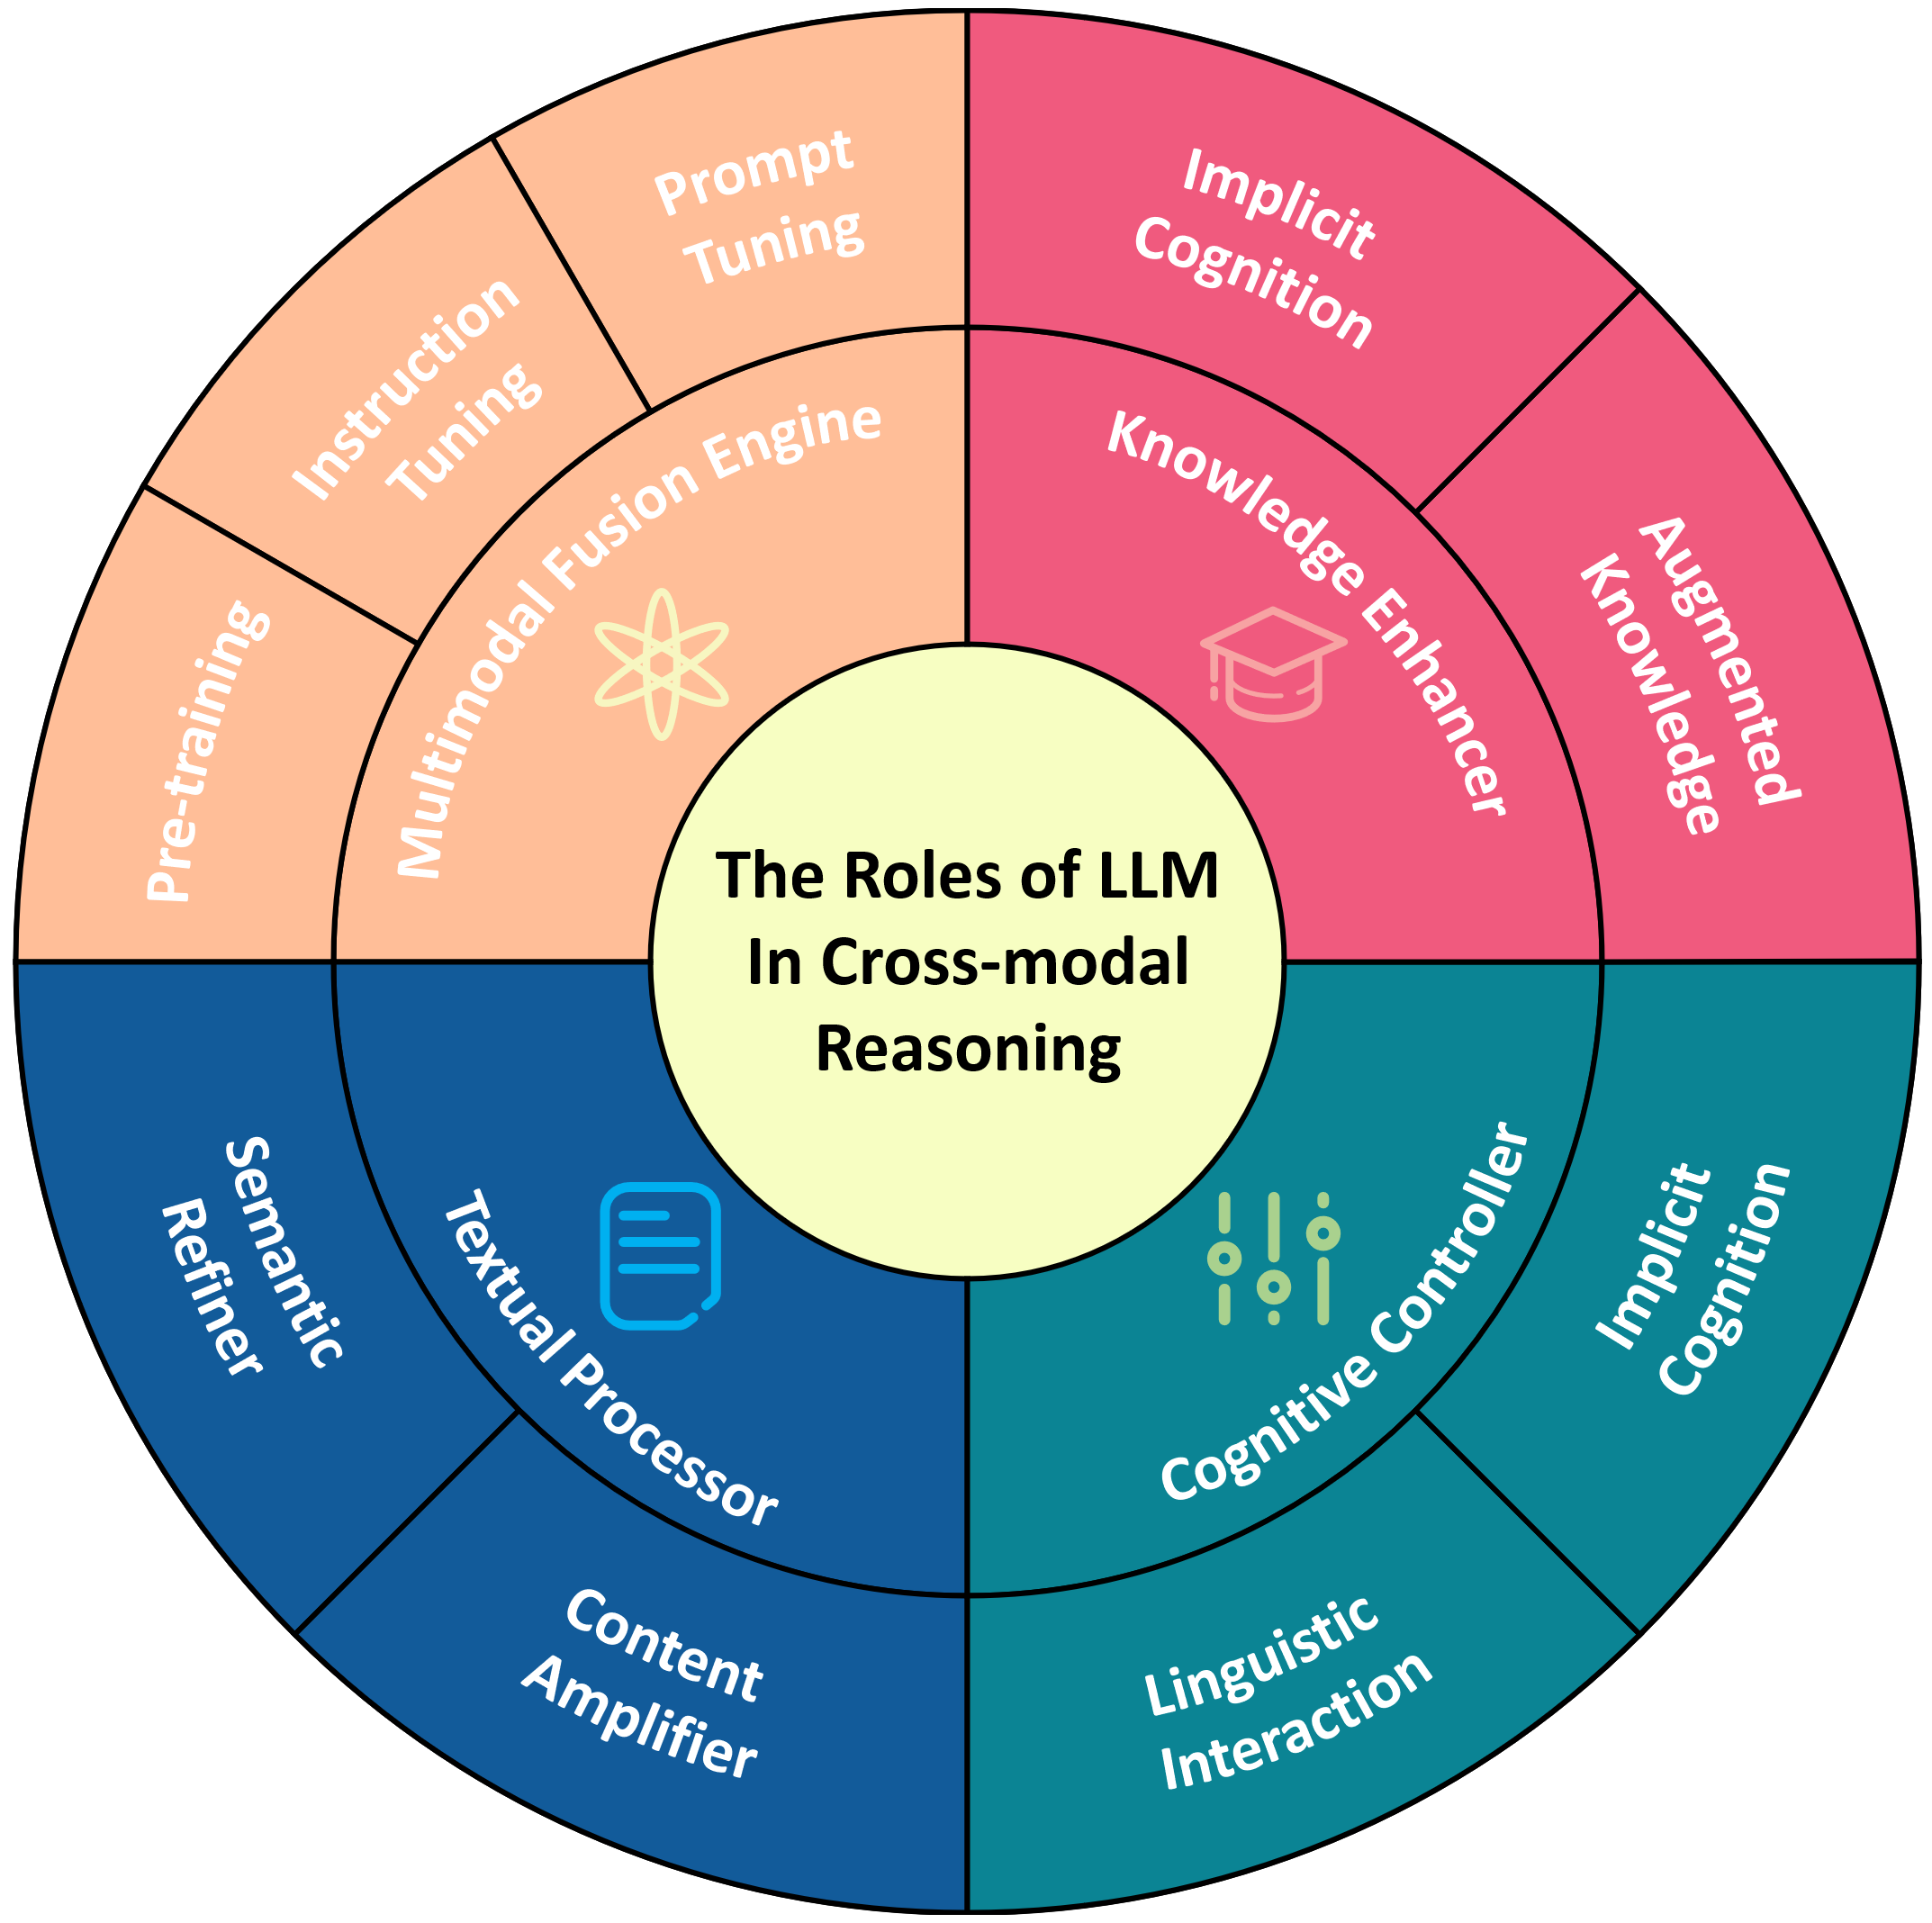 The Roles of LLM
In Cross-modal
Reasoning
Multimodal Fusion Engine
Pre-training
Instruction
Tuning
Prompt
Tuning
Knowledge Enhancer
Implicit
Cognition
Augmented
Knowledge
Cognitive Controller
Implicit
Cognition
Linguistic
Interaction
Textual Processor
Content
Amplifier
Semantic
Refiner